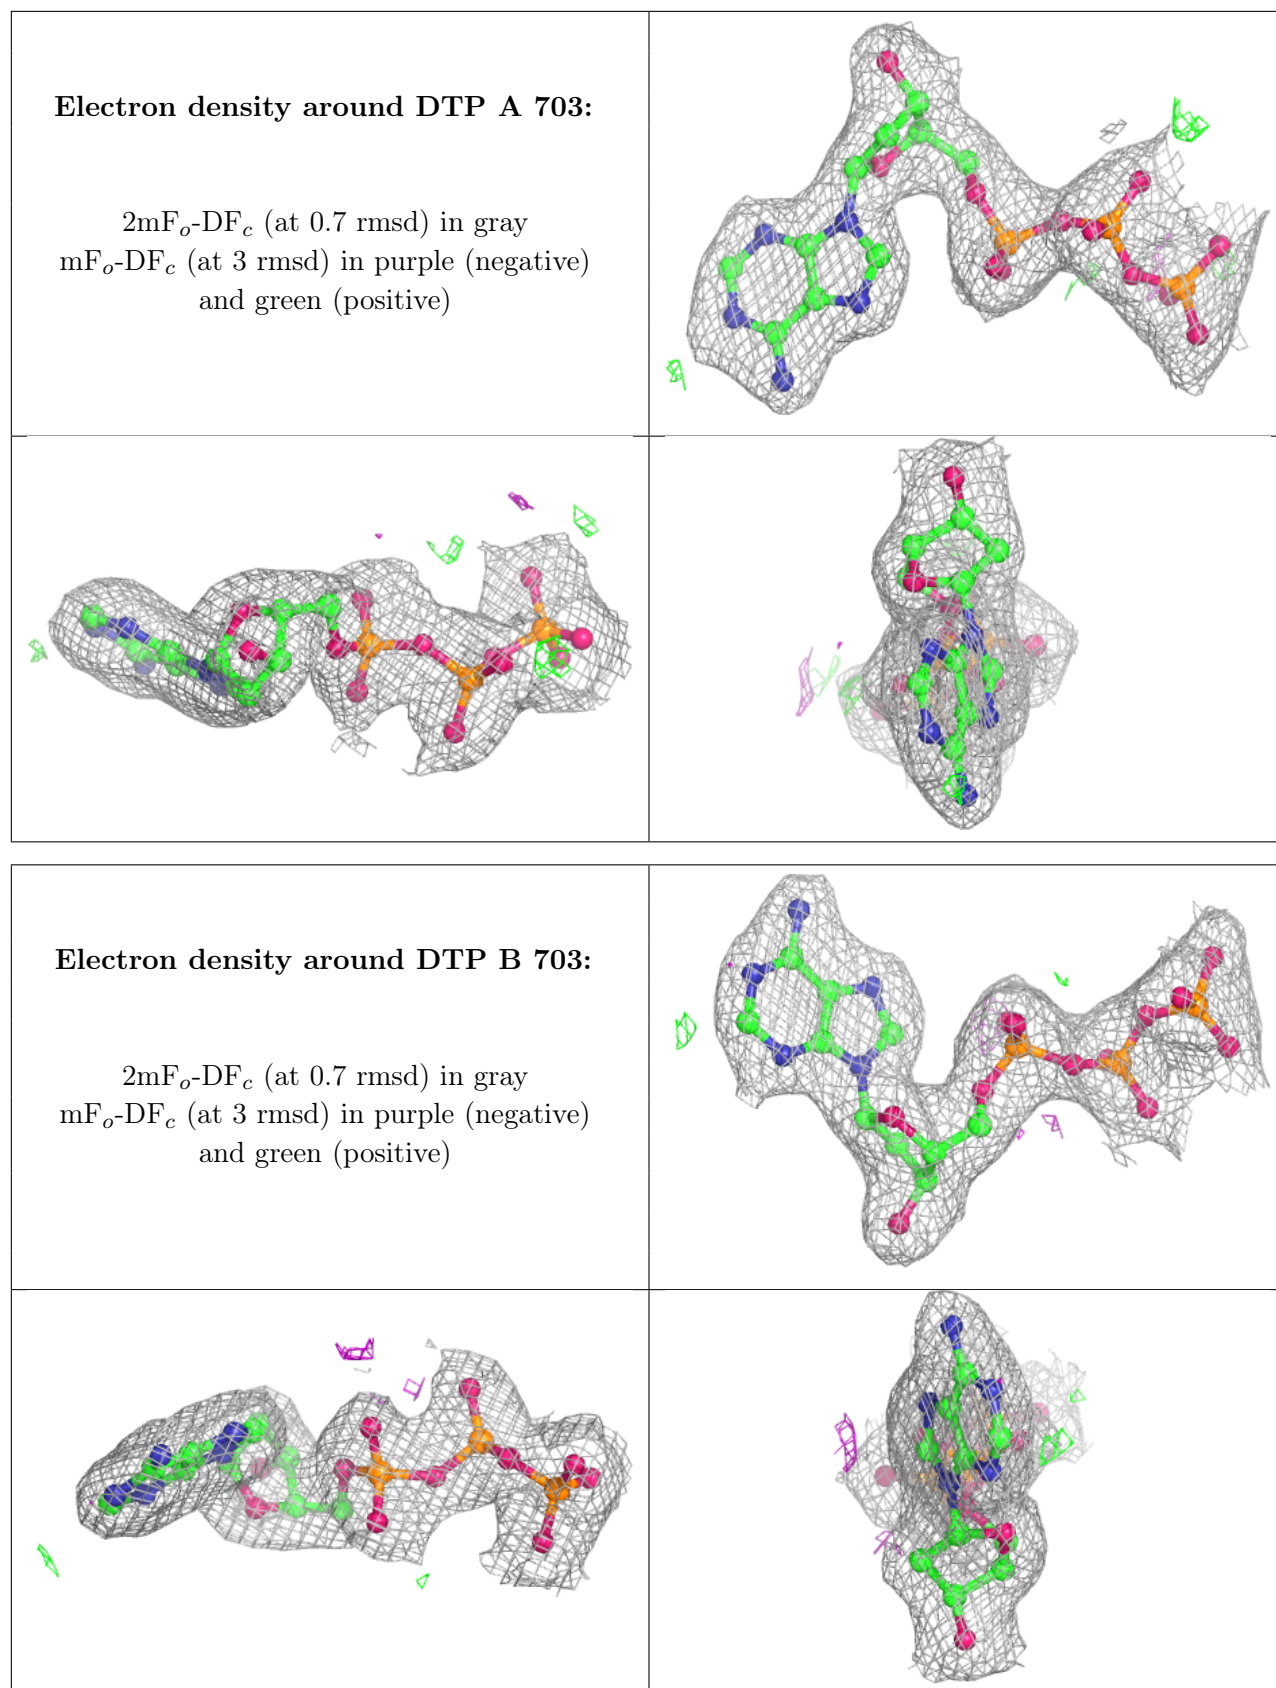 Electron density around DTP A 703:
2mFo-DFc (at 0.7 rmsd) in gray
mFo-DFc (at 3 rmsd) in purple (negative)
and green (positive)
Electron density around DTP B 703:
2mFo-DFc (at 0.7 rmsd) in gray
mFo-DFc (at 3 rmsd) in purple (negative)
and green (positive)